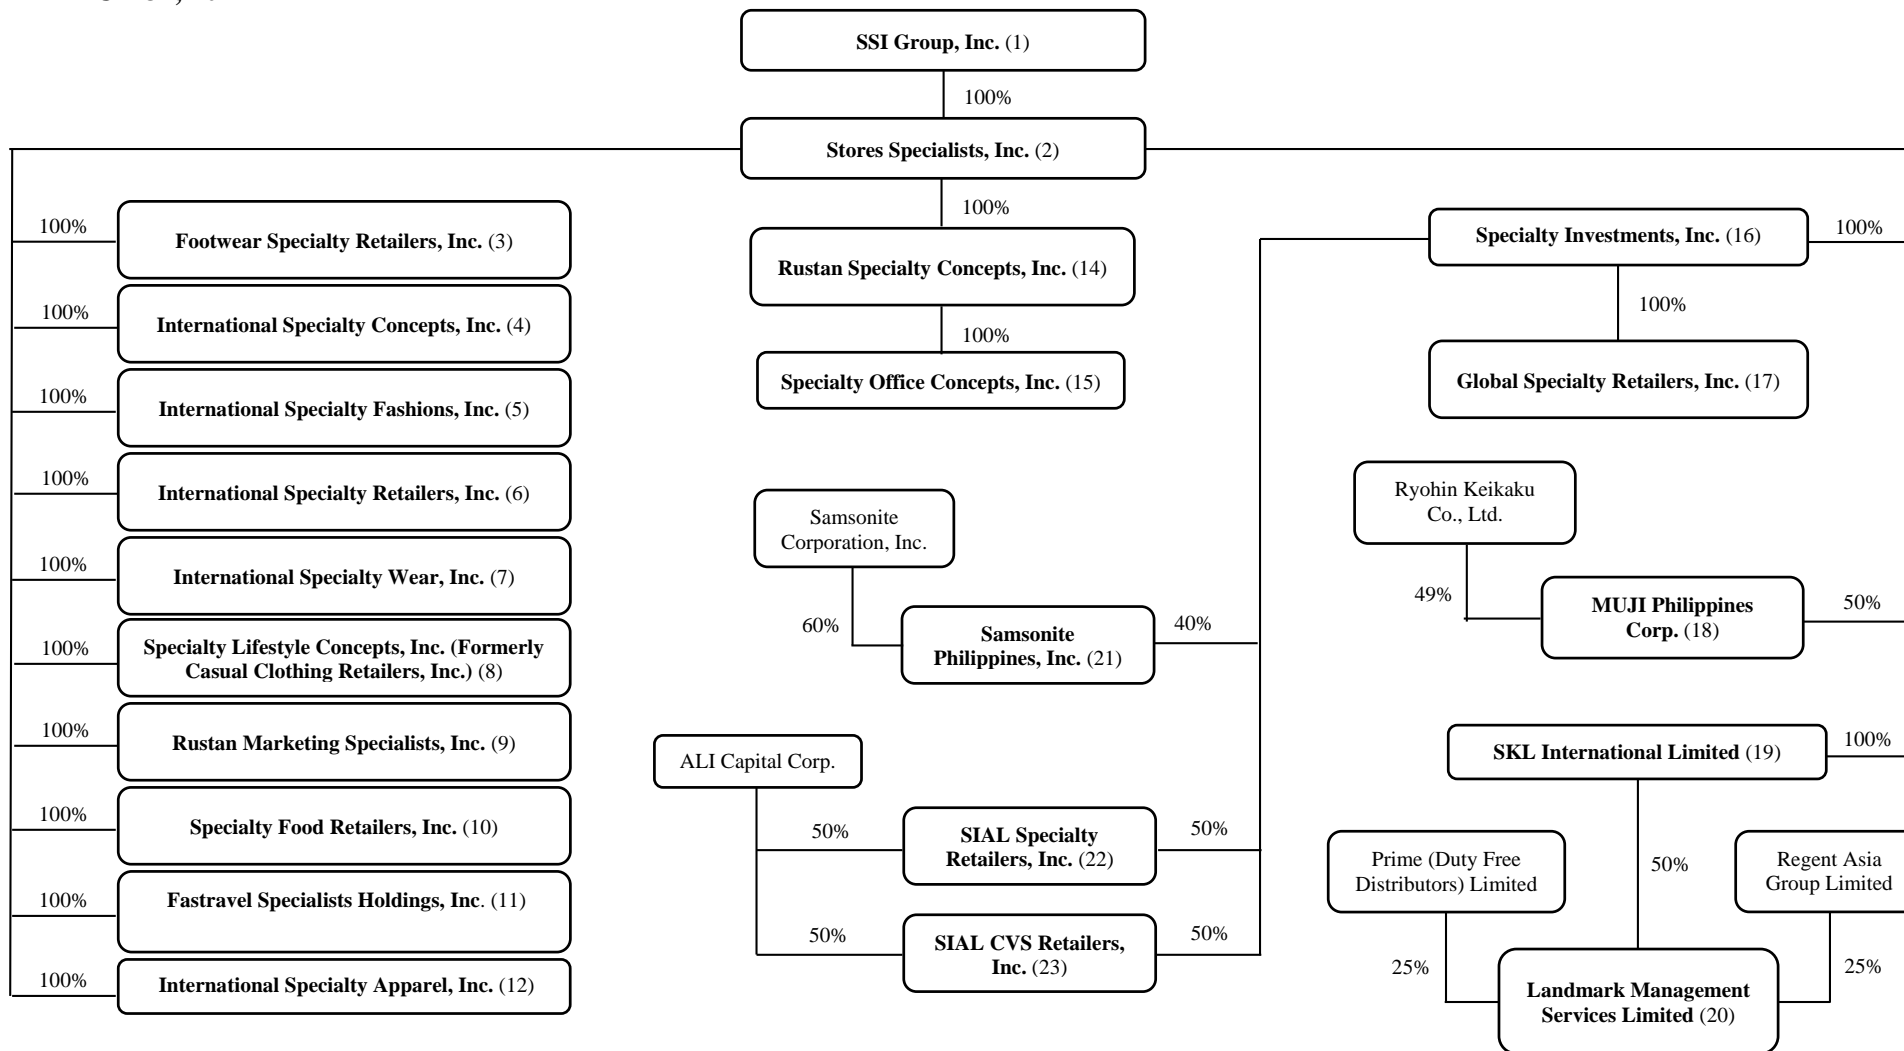 SSI Group, Inc. (1)
100%
Stores Specialists, Inc. (2)
100%
Footwear Specialty Retailers, Inc. (3)
100%
International Specialty Concepts, Inc. (4)
100%
International Specialty Fashions, Inc. (5)
100%
International Specialty Retailers, Inc. (6)
100%
International Specialty Wear, Inc. (7)
100%
Specialty Lifestyle Concepts, Inc. (Formerly
Casual Clothing Retailers, Inc.) (8)
100%
Rustan Marketing Specialists, Inc. (9)
100%
Specialty Food Retailers, Inc. (10)
100%
Fastravel Specialists Holdings, Inc. (11)
100%
International Specialty Apparel, Inc. (12)
100%
Rustan Specialty Concepts, Inc. (14)
100%
Specialty Office Concepts, Inc. (15)
Samsonite
Corporation, Inc.
60%
Samsonite
Philippines, Inc. (21)
40%
ALI Capital Corp.
50%
SIAL Specialty
Retailers, Inc. (22)
50%
50%
SIAL CVS Retailers,
Inc. (23)
50%
Specialty Investments, Inc. (16)
100%
100%
Global Specialty Retailers, Inc. (17)
Ryohin Keikaku
Co., Ltd.
49%
MUJI Philippines
Corp. (18)
50%
SKL International Limited (19)
100%
Prime (Duty Free
Distributors) Limited
50%
Regent Asia
Group Limited
25%
25%
Landmark Management
Services Limited (20)